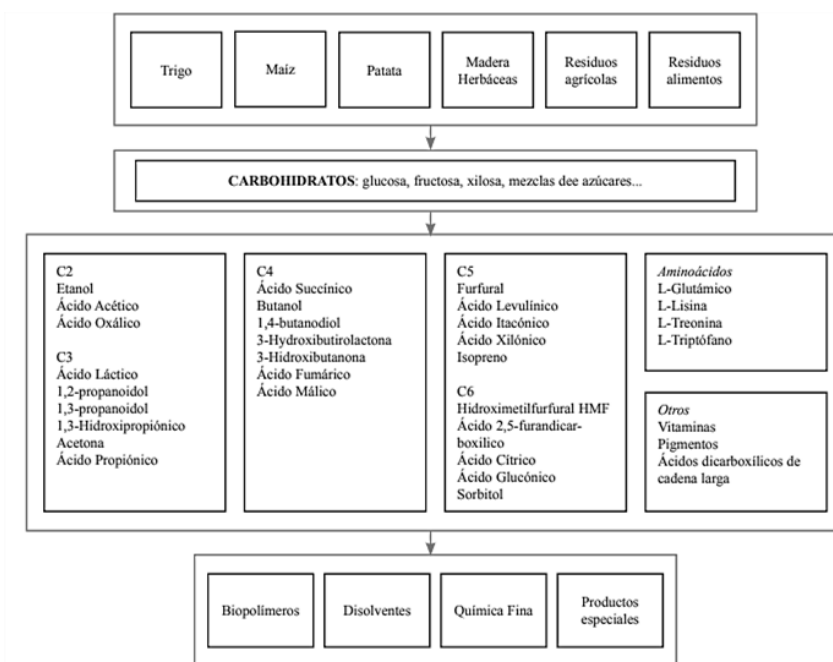 Trigo
Maíz
Patata
Madera
Herbáceas
Residuos
agrícolas
Residuos
alimentos
CARBOHIDRATOS: glucosa, fructosa, xilosa, mezclas dee azúcares...
C2
Etanol
Ácido Acético
Ácido Oxálico
C3
Ácido Láctico
1,2-propanoidol
1,3-propanoidol
1,3-Hidroxipropiónico
Acetona
Ácido Propiónico
C4
Ácido Succínico
Butanol
1,4-butanodiol
3-Hydroxibutirolactona
3-Hidroxibutanona
Ácido Fumárico
Ácido Málico
C5
Furfural
Ácido Levulínico
Ácido Itacónico
Ácido Xilónico
Isopreno
C6
Hidroximetilfurfural HMF
Ácido 2,5-furandicar-
boxilico
Ácido Cítrico
Ácido Glucónico
Sorbitol
Aminoácidos
L-Glutámico
L-Lisina
L-Treonina
L-Triptófano
Otros
Vitaminas
Pigmentos
Ácidos dicarboxílicos de
cadena larga
Biopolímeros
Disolventes
Química Fina
Productos
especiales